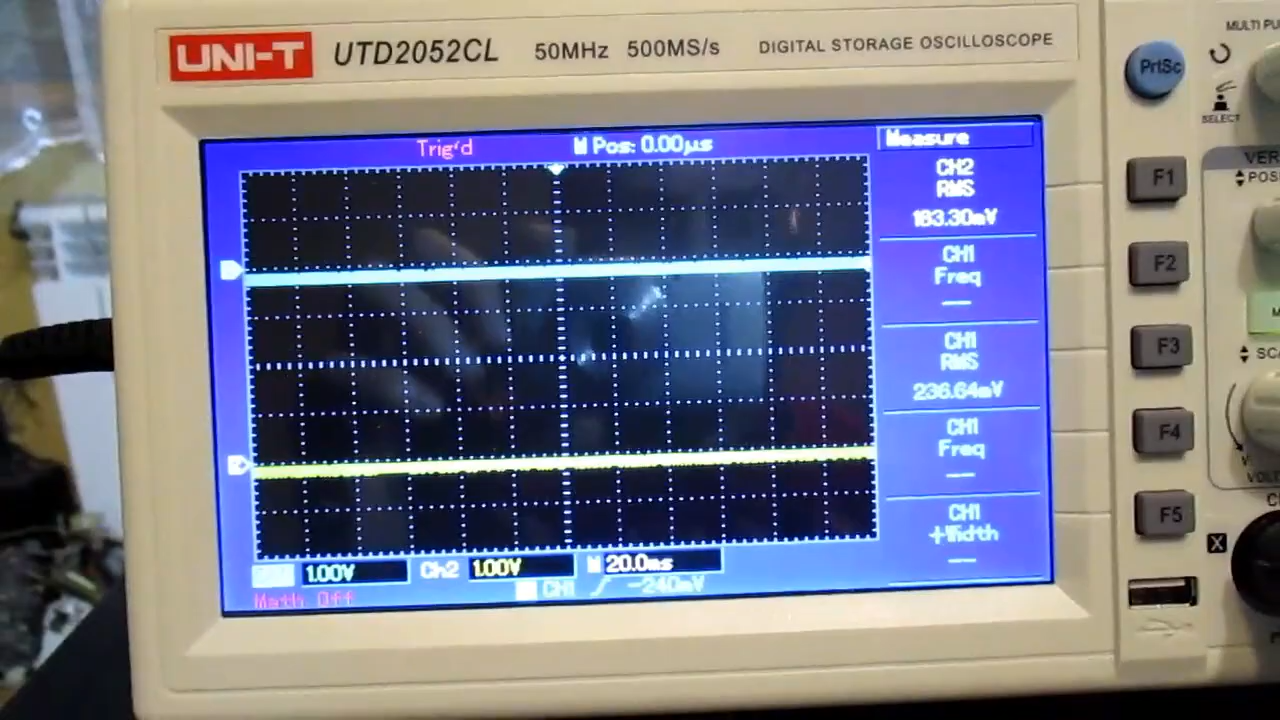 UNI-T UTD2052CL 50MHz 500MS/s DIGITAL STORAGE OSCILLOSCOPE
PrtSc
SELECT
Trig'd M Pos: 0.00µs
Measure
CH2
RMS
183.30mV
CH1
Freq
---
CH1
RMS
236.64mV
CH1
Freq
---
CH1
+Width
---
1.00V Ch2 1.00V M 20.0ms
CH1 -240mV
Math Off
F1
F2
F3
F4
F5
X